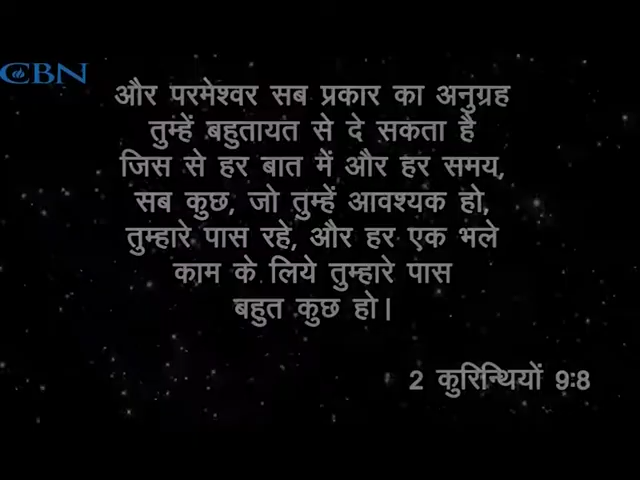 CBN
और परमेश्वर सब प्रकार का अनुग्रह
तुम्हें बहुतायत से दे सकता है
जिस से हर बात में और हर समय,
सब कुछ, जो तुम्हें आवश्यक हो,
तुम्हारे पास रहे, और हर एक भले
काम के लिये तुम्हारे पास
बहुत कुछ हो।
2 कुरिन्थियों 9:8